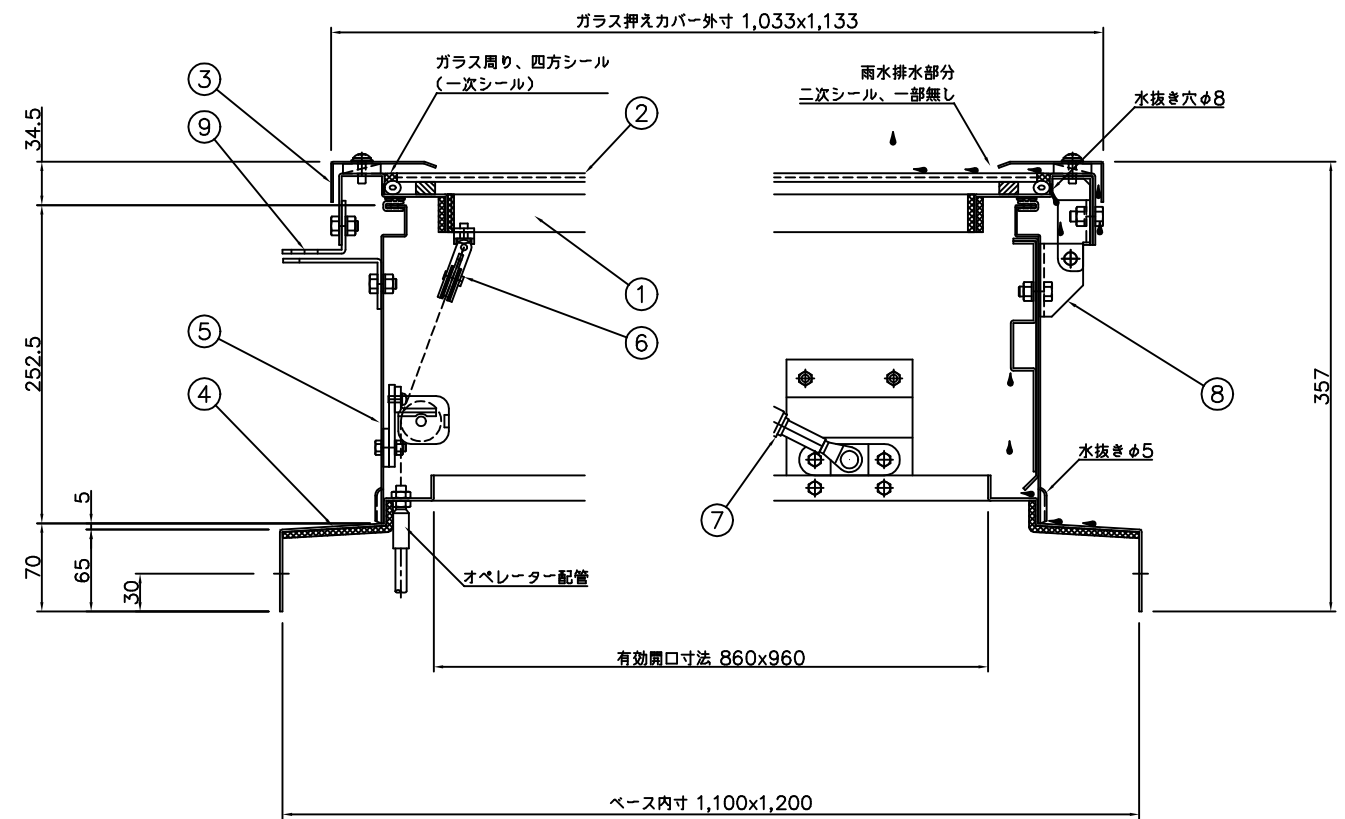 ガラス押えカバー外寸 1,033x1,133
ガラス周り、四方シール
(一次シール)
雨水排水部分
二次シール、一部無し
水抜き穴φ8
3
9
2
34.5
252.5
357
1
6
5
4
8
7
水抜きφ5
5
70
65
30
オペレーター配管
有効開口寸法 860x960
ベース内寸 1,100x1,200